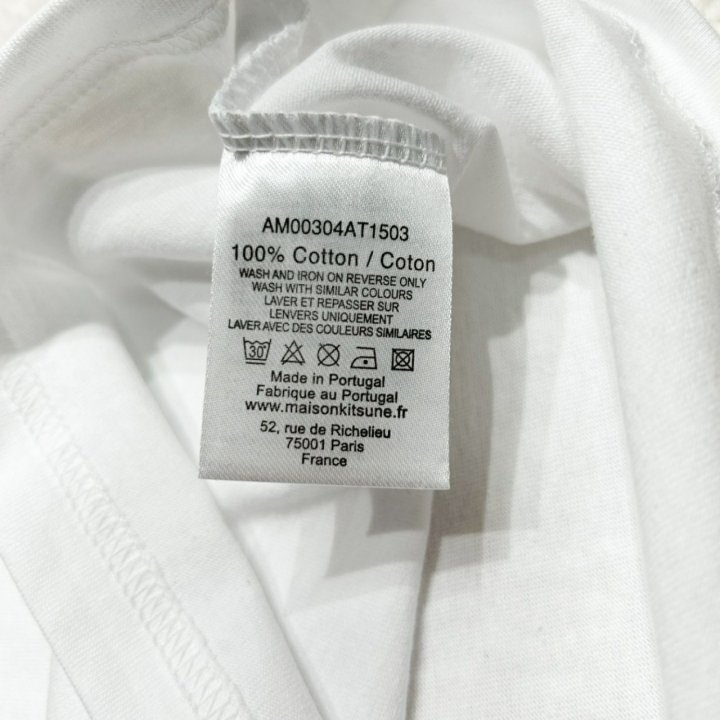 AM00304AT1503
100% Cotton / Coton
WASH AND IRON ON REVERSE ONLY
WASH WITH SIMILAR COLOURS
LAVER ET REPASSER SUR
LENVERS UNIQUEMENT
LAVER AVEC DES COULEURS SIMILAIRES
30°
Made in Portugal
Fabrique au Portugal
www.maisonkitsune.fr
52, rue de Richelieu
75001 Paris
France